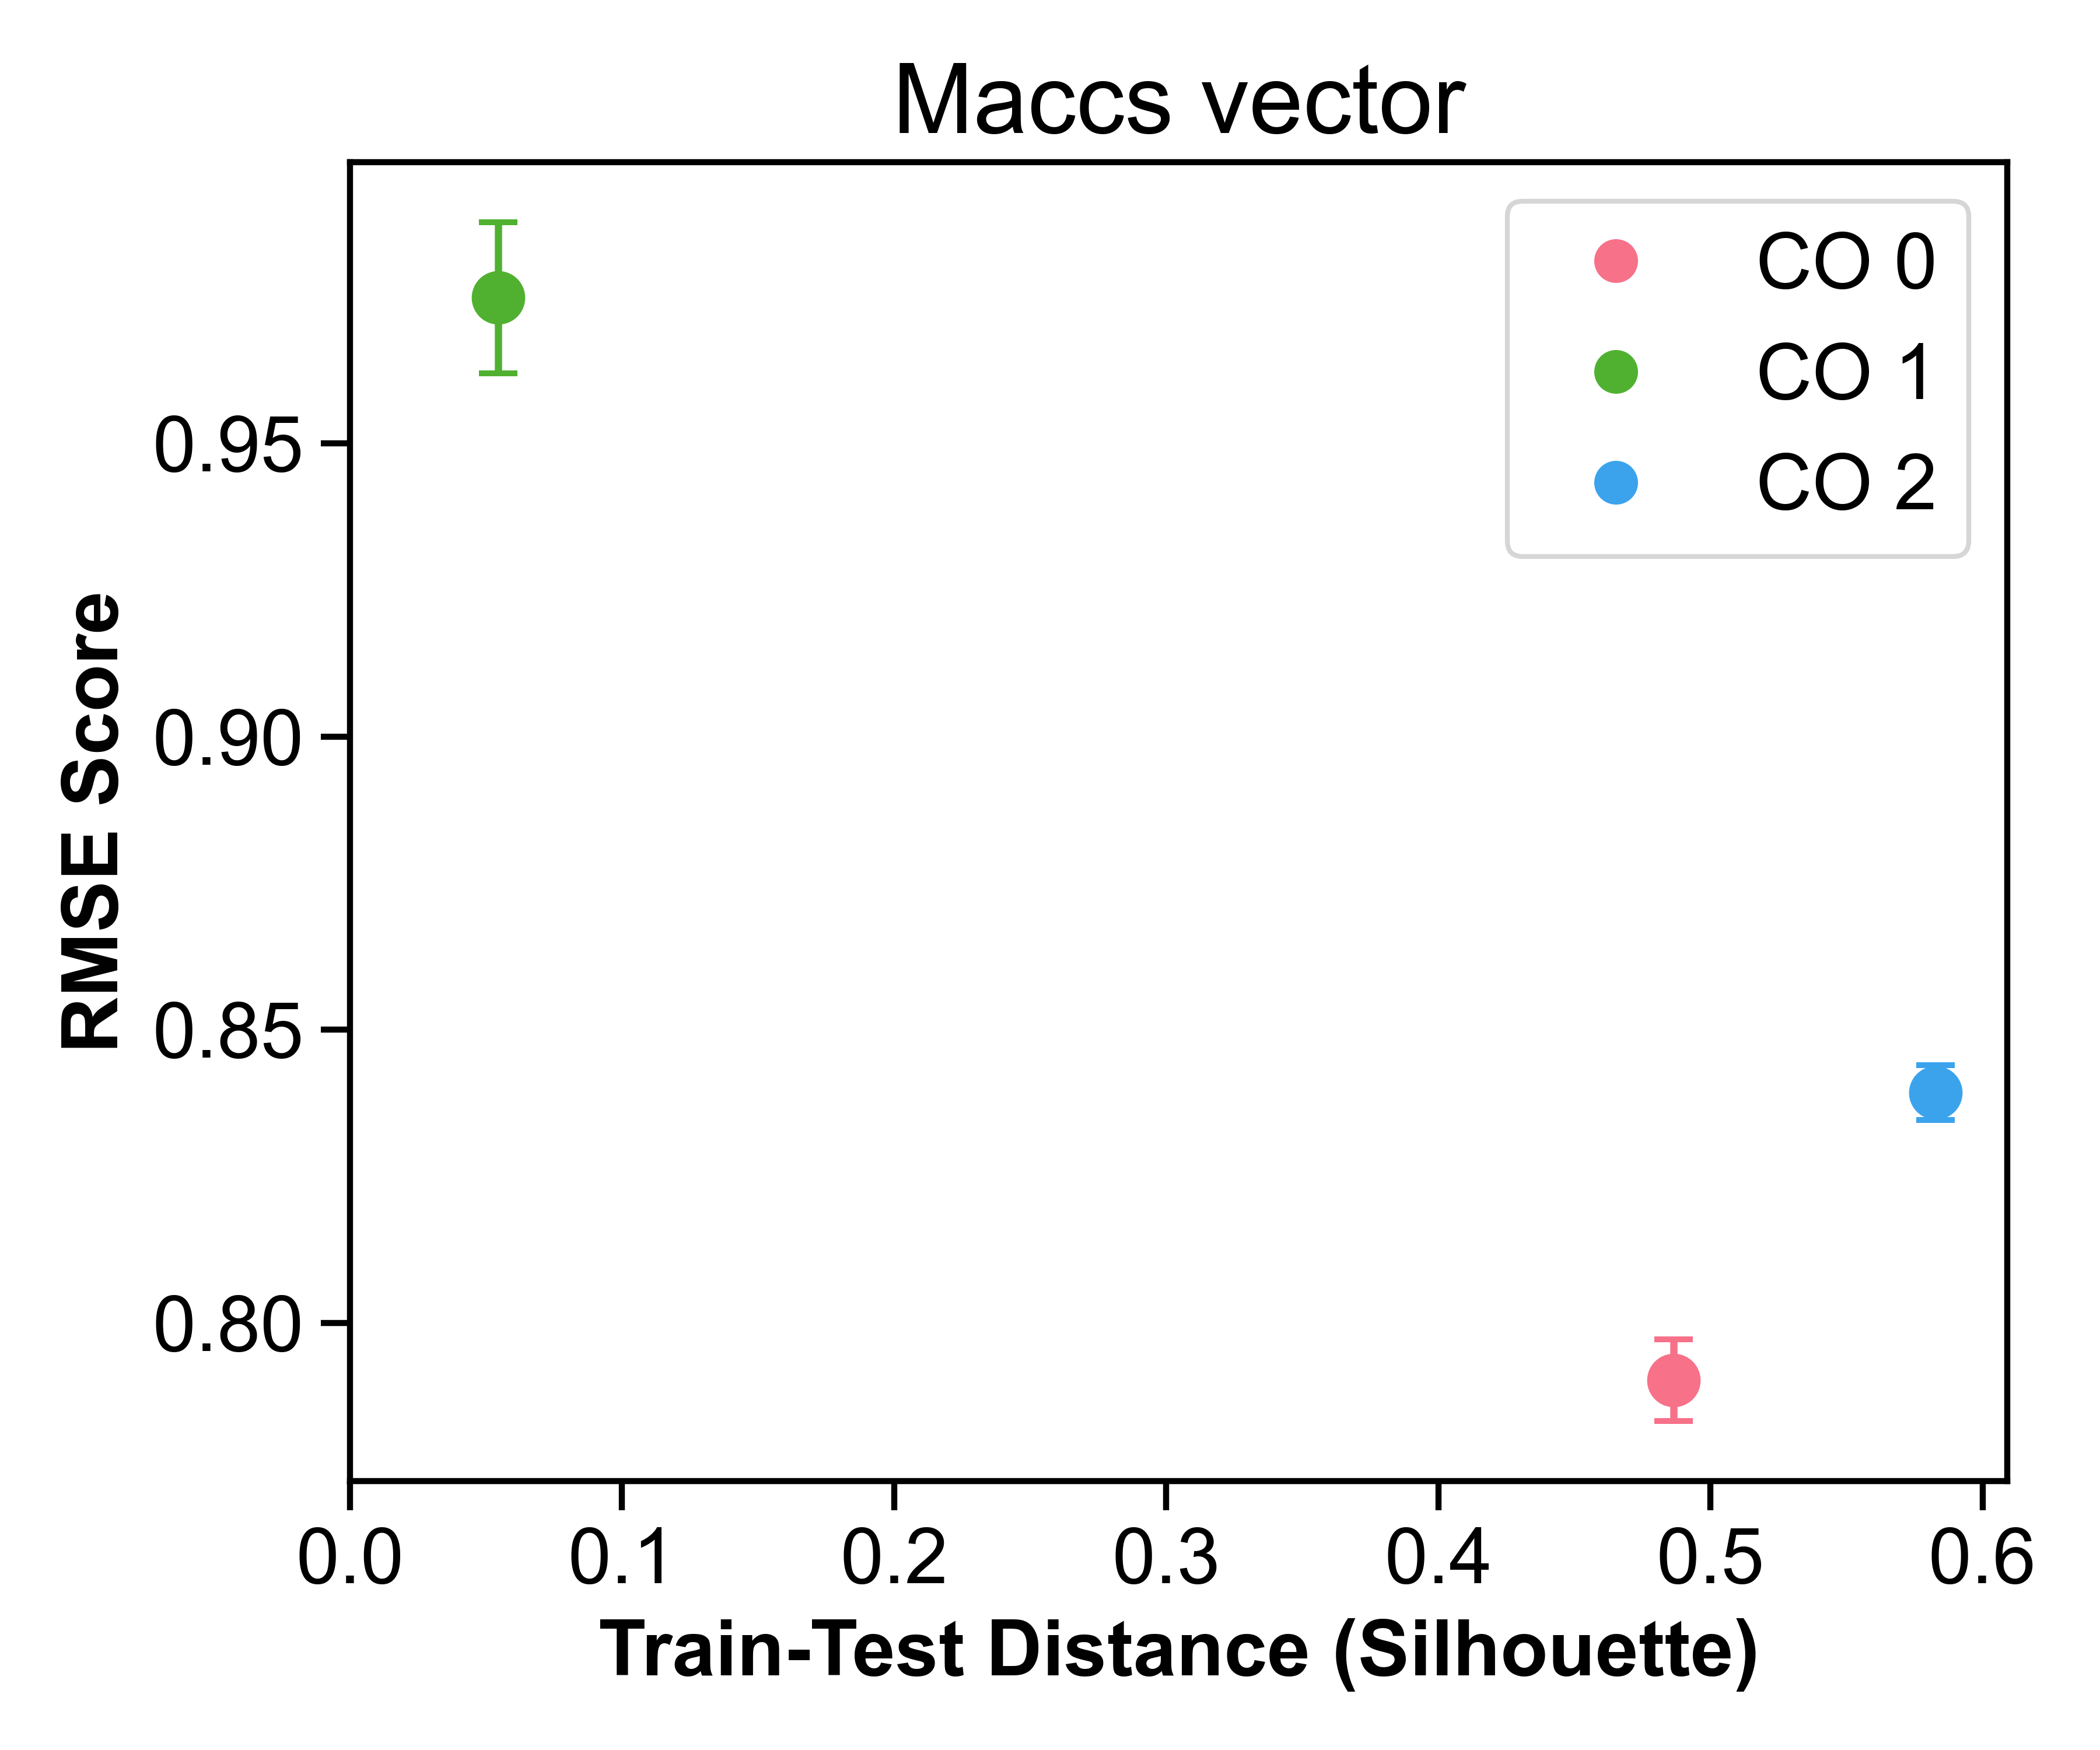 Maccs vector
CO 0
CO 1
CO 2
RMSE Score
0.95
0.90
0.85
0.80
0.0 0.1 0.2 0.3 0.4 0.5 0.6
Train-Test Distance (Silhouette)